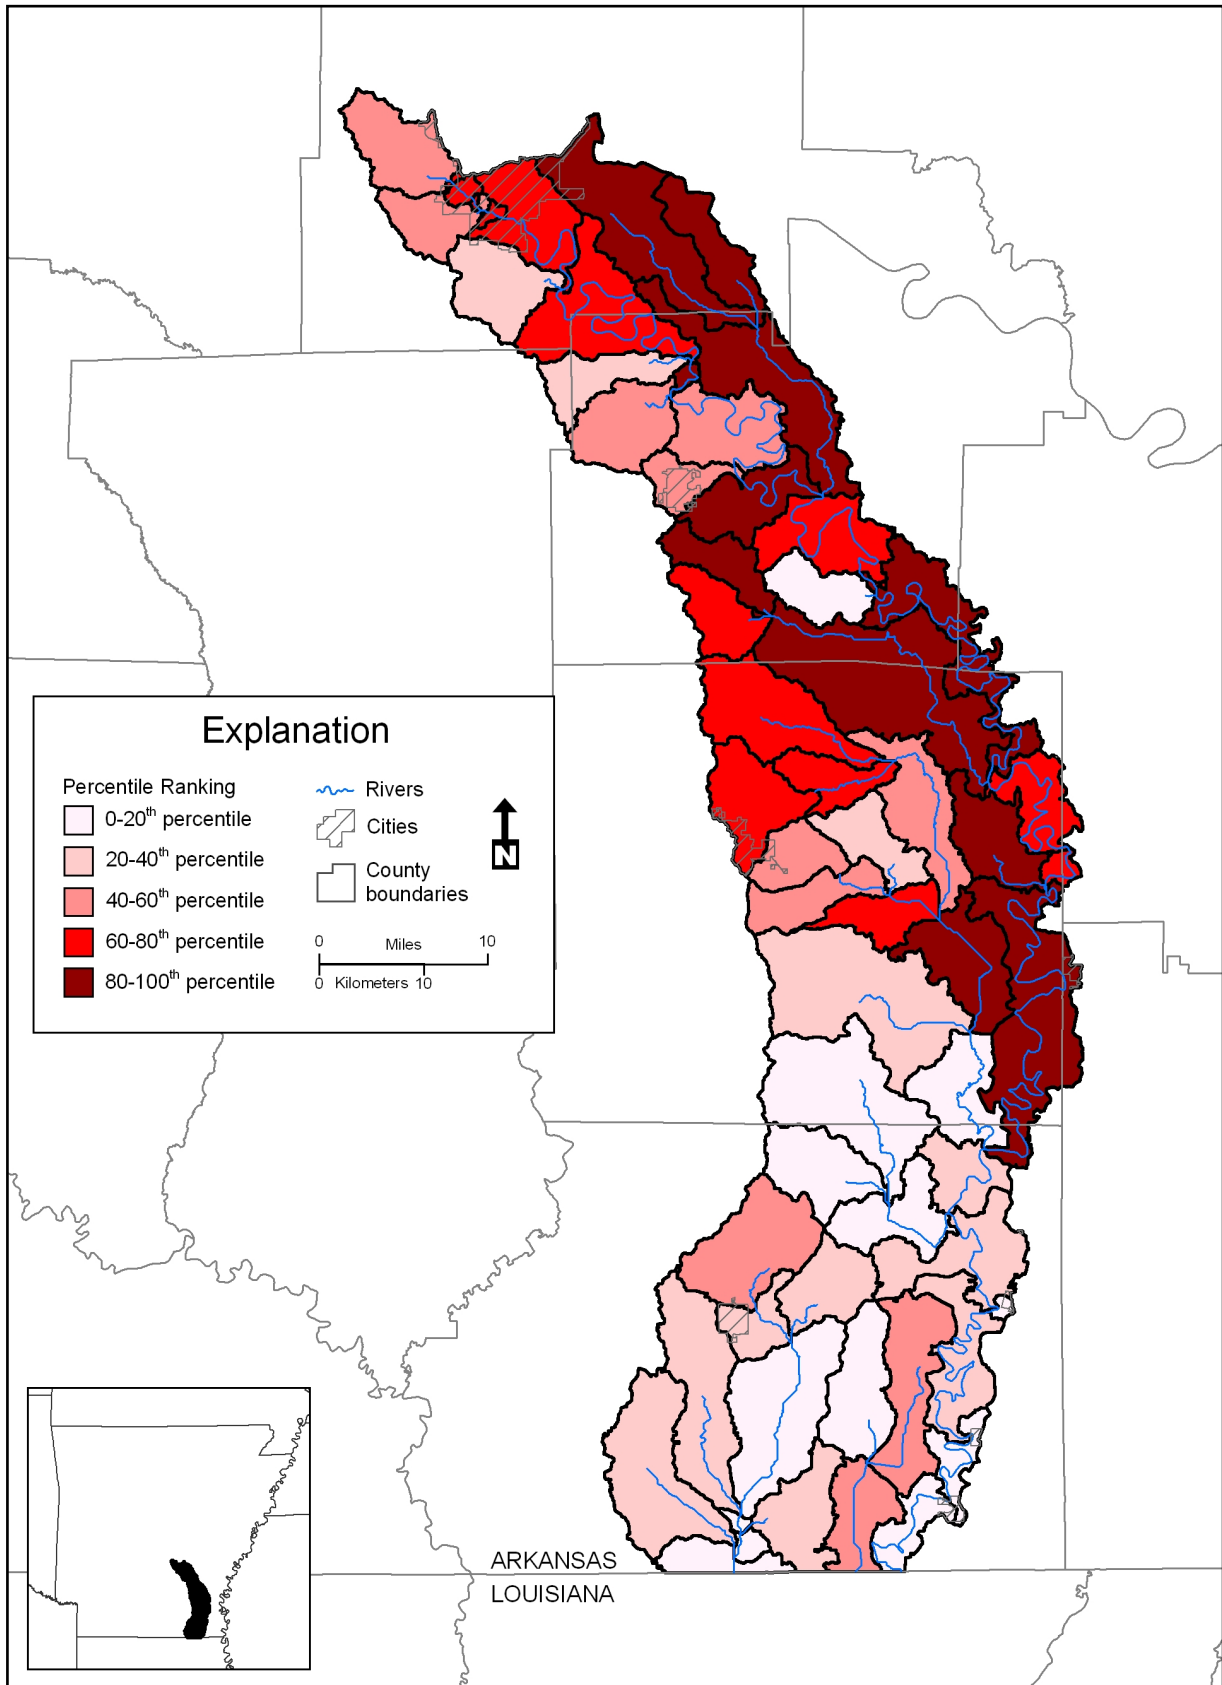 Explanation
Percentile Ranking
0-20th percentile
20-40th percentile
40-60th percentile
60-80th percentile
80-100th percentile
Rivers
Cities
County
boundaries
N
0 Miles 10
0 Kilometers 10
ARKANSAS
LOUISIANA